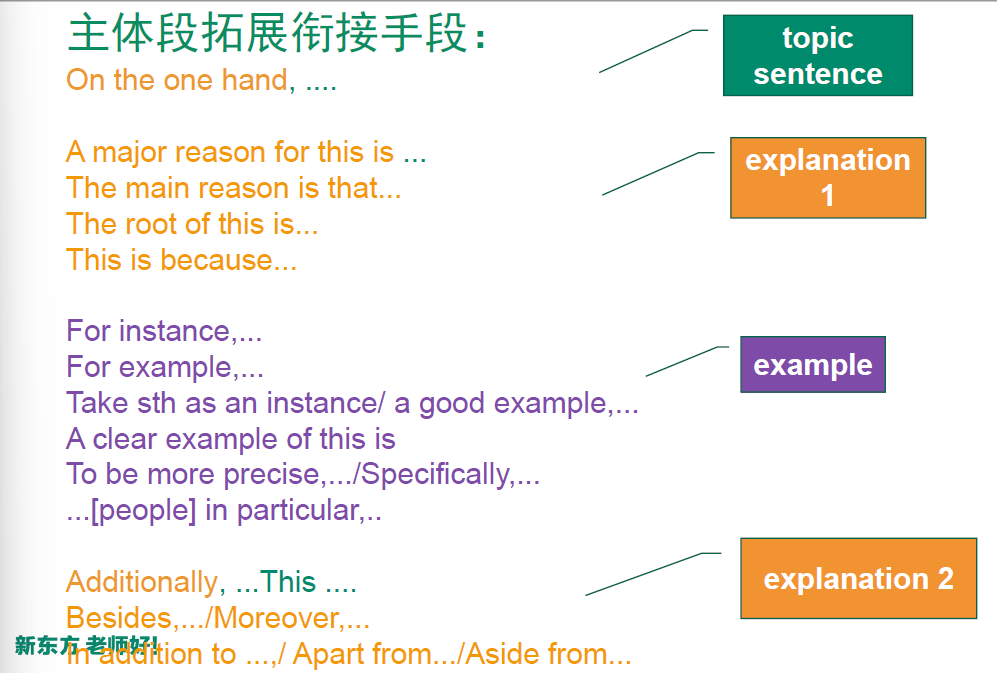 主体段拓展衔接手段：
On the one hand, ....
topic
sentence
A major reason for this is ...
The main reason is that...
The root of this is...
This is because...
explanation
1
For instance,...
For example,...
Take sth as an instance/ a good example,...
A clear example of this is
To be more precise,.../Specifically,...
...[people] in particular,..
example
Additionally, ...This ....
Besides,.../Moreover,...
In addition to ...,/ Apart from.../Aside from...
explanation 2
新东方 老师好!